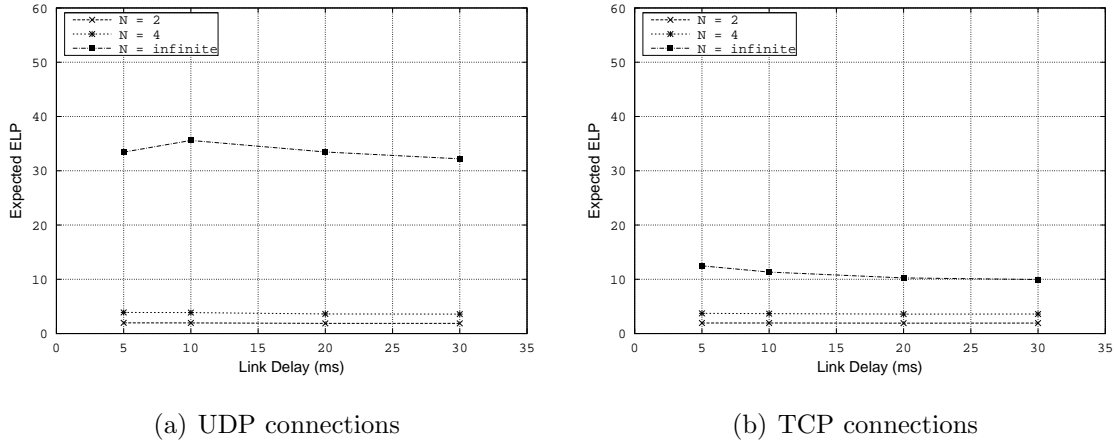 60
50
40
30
20
10
0
0 5 10 15 20 25 30 35
Expected ELP
Link Delay (ms)
N = 2
N = 4
N = infinite
(a) UDP connections
60
50
40
30
20
10
0
0 5 10 15 20 25 30 35
Expected ELP
Link Delay (ms)
N = 2
N = 4
N = infinite
(b) TCP connections